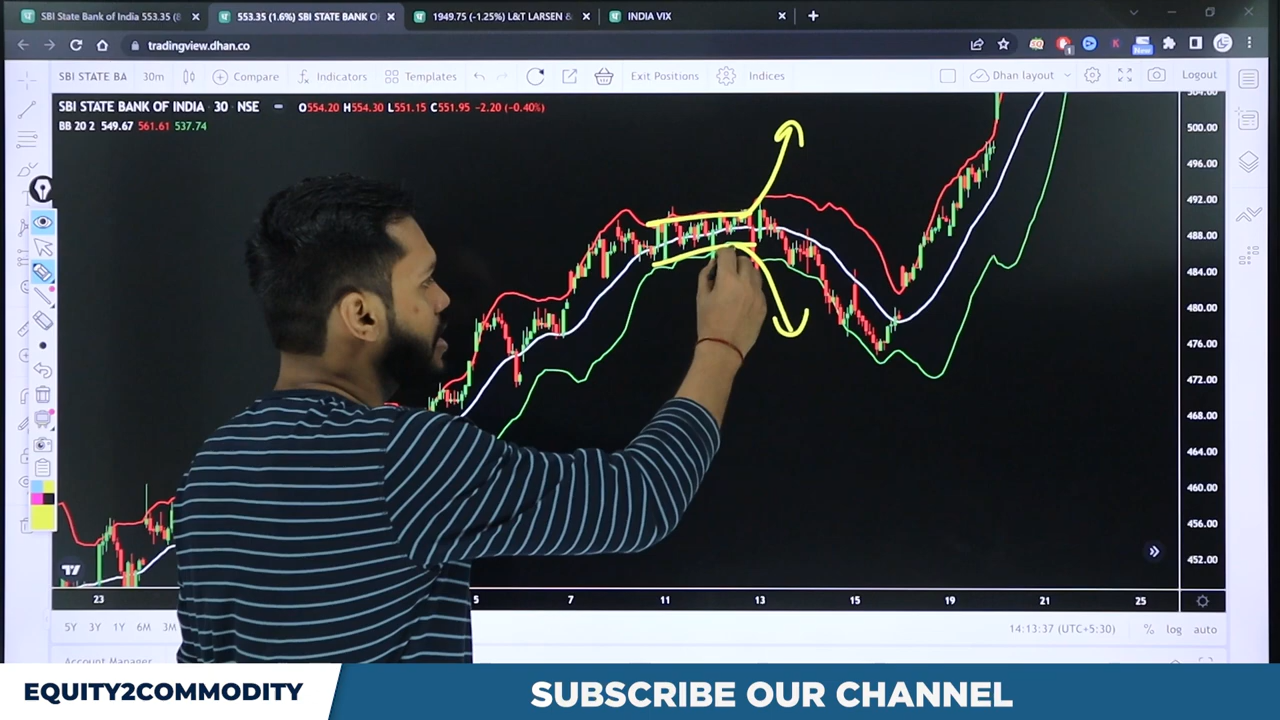 SBI State Bank of India 553.35 (
553.35 (1.6%) SBI STATE BANK O
1949.75 (-1.25%) L&T LARSEN &
INDIA VIX
tradingview.dhan.co
New
1
SBI STATE BA 30m Compare Indicators Templates Exit Positions Indices Dhan layout Logout
SBI STATE BANK OF INDIA 30 NSE O554.20 H554.30 L551.15 C551.95 −2.20 (−0.40%)
BB 20 2 549.67 561.61 537.74
504.00
500.00
496.00
492.00
488.00
484.00
480.00
476.00
472.00
468.00
464.00
460.00
456.00
452.00
23 5 7 11 13 15 19 21 25
5Y 3Y 1Y 6M 3M 14:13:37 (UTC+5:30) % log auto
Account Manager
EQUITY2COMMODITY SUBSCRIBE OUR CHANNEL